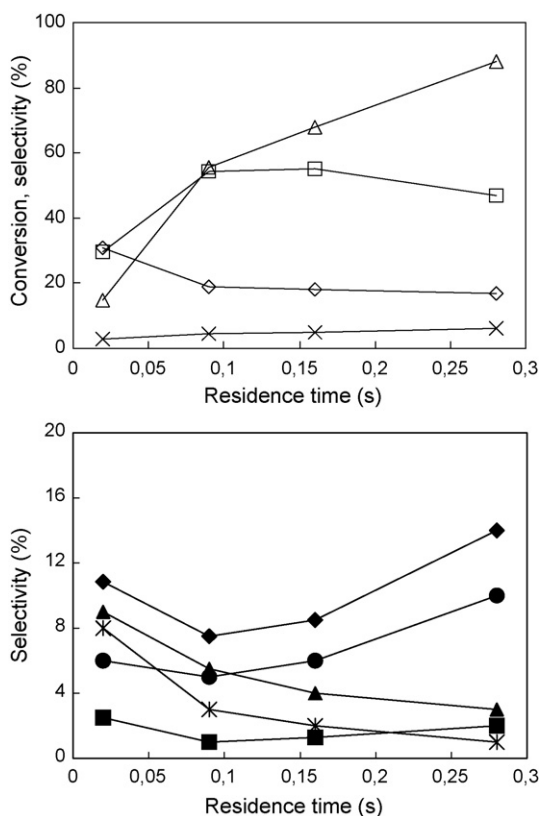 100
80
60
40
20
0
Conversion, selectivity (%)
0 0,05 0,1 0,15 0,2 0,25 0,3
Residence time (s)
20
16
12
8
4
0
Selectivity (%)
0 0,05 0,1 0,15 0,2 0,25 0,3
Residence time (s)